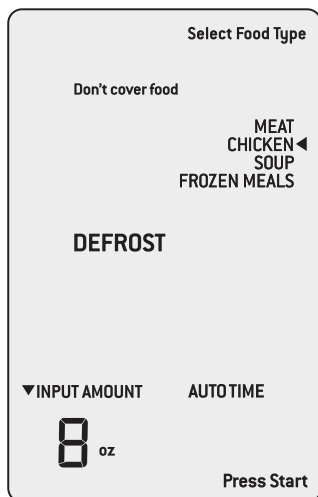 Select Food Type
Don't cover food
MEAT
CHICKEN◀
SOUP
FROZEN MEALS
DEFROST
▼INPUT AMOUNT AUTO TIME
8 oz
Press Start